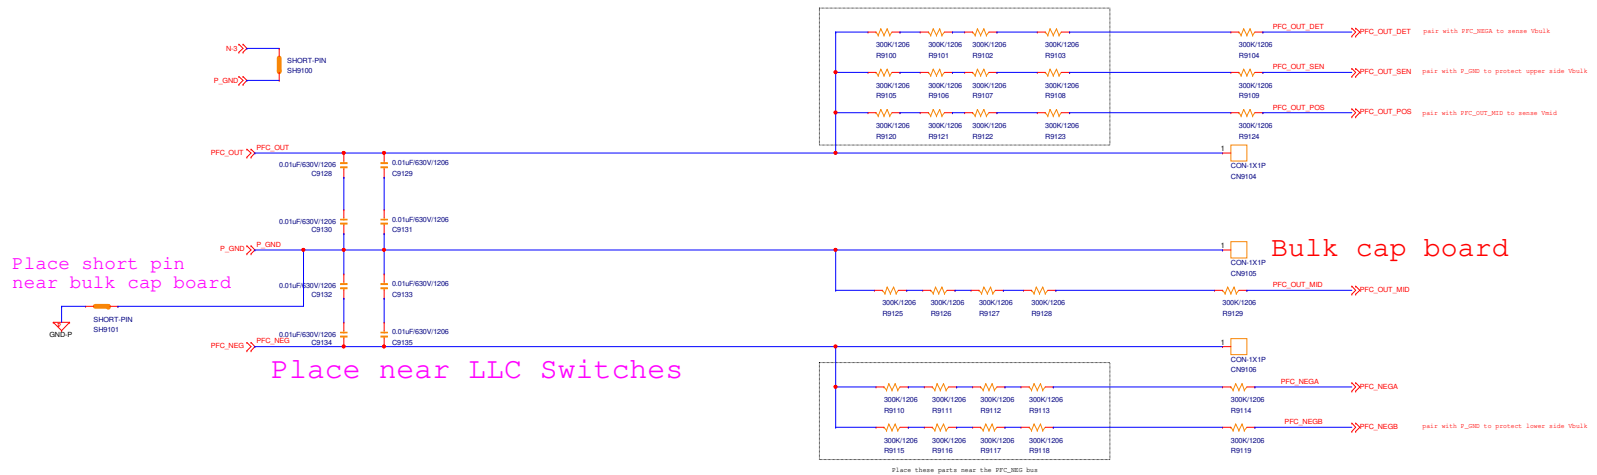 N-3
SHORT-PIN
SH9100
P_GND
300K/1206 300K/1206 300K/1206 300K/1206 300K/1206
R9100 R9101 R9102 R9103 R9104
PFC_OUT_DET
PFC_OUT_DET
pair with PFC_NEGA to sense Vbulk
300K/1206 300K/1206 300K/1206 300K/1206 300K/1206
R9105 R9106 R9107 R9108 R9109
PFC_OUT_SEN
PFC_OUT_SEN
pair with P_GND to protect upper side Vbulk
300K/1206 300K/1206 300K/1206 300K/1206 300K/1206
R9120 R9121 R9122 R9123 R9124
PFC_OUT_POS
PFC_OUT_POS
pair with PFC_OUT_MID to sense Vmid
PFC_OUT
PFC_OUT
1
CON-1X1P
CN9104
0.01uF/630V/1206
C9128
0.01uF/630V/1206
C9129
0.01uF/630V/1206
C9130
0.01uF/630V/1206
C9131
P_GND
P_GND
1
CON-1X1P
CN9105
Bulk cap board
Place short pin
near bulk cap board
0.01uF/630V/1206
C9132
0.01uF/630V/1206
C9133
300K/1206 300K/1206 300K/1206 300K/1206 300K/1206
R9125 R9126 R9127 R9128 R9129
PFC_OUT_MID
PFC_OUT_MID
SHORT-PIN
SH9101
GND-P
0.01uF/630V/1206
C9134
0.01uF/630V/1206
C9135
PFC_NEG
PFC_NEG
1
CON-1X1P
CN9106
Place near LLC Switches
300K/1206 300K/1206 300K/1206 300K/1206 300K/1206
R9110 R9111 R9112 R9113 R9114
PFC_NEGA
PFC_NEGA
300K/1206 300K/1206 300K/1206 300K/1206 300K/1206
R9115 R9116 R9117 R9118 R9119
PFC_NEGB
PFC_NEGB
pair with P_GND to protect lower side Vbulk
Place these parts near the PFC_NEG bus